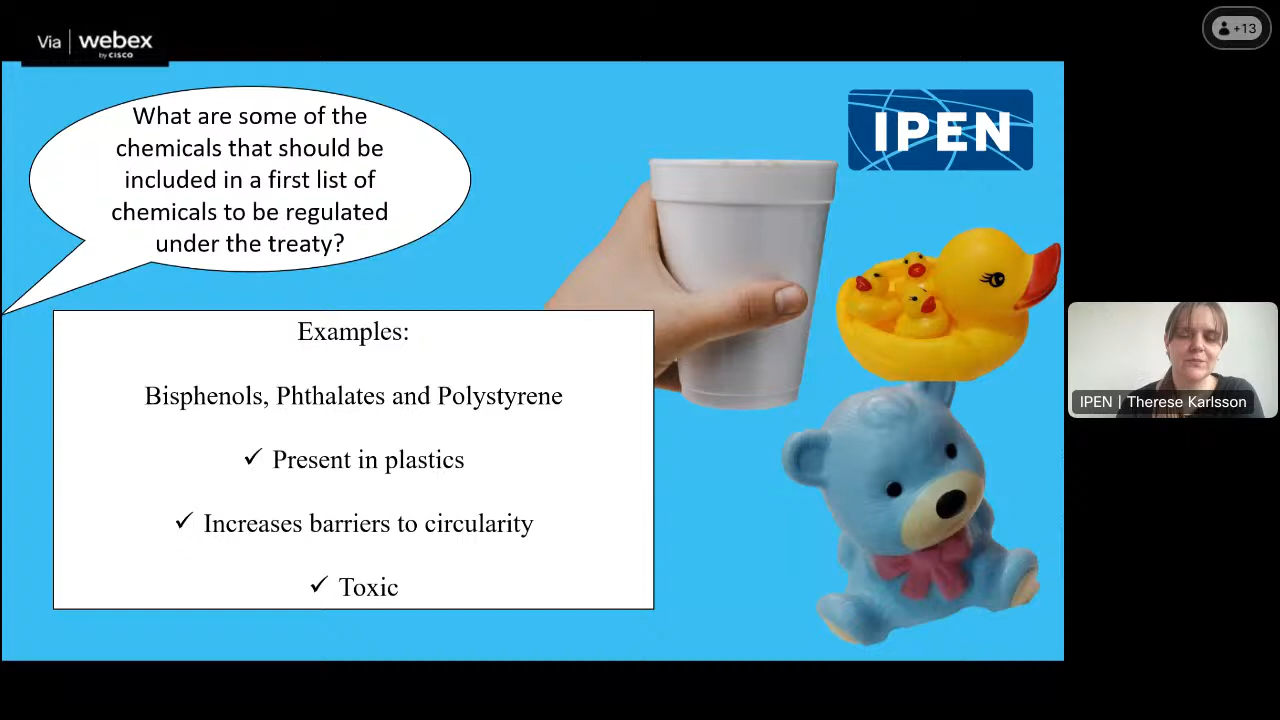 Via | webex
by CISCO
+13
What are some of the
chemicals that should be
included in a first list of
chemicals to be regulated
under the treaty?
IPEN
Examples:
Bisphenols, Phthalates and Polystyrene
✓ Present in plastics
✓ Increases barriers to circularity
✓ Toxic
IPEN | Therese Karlsson